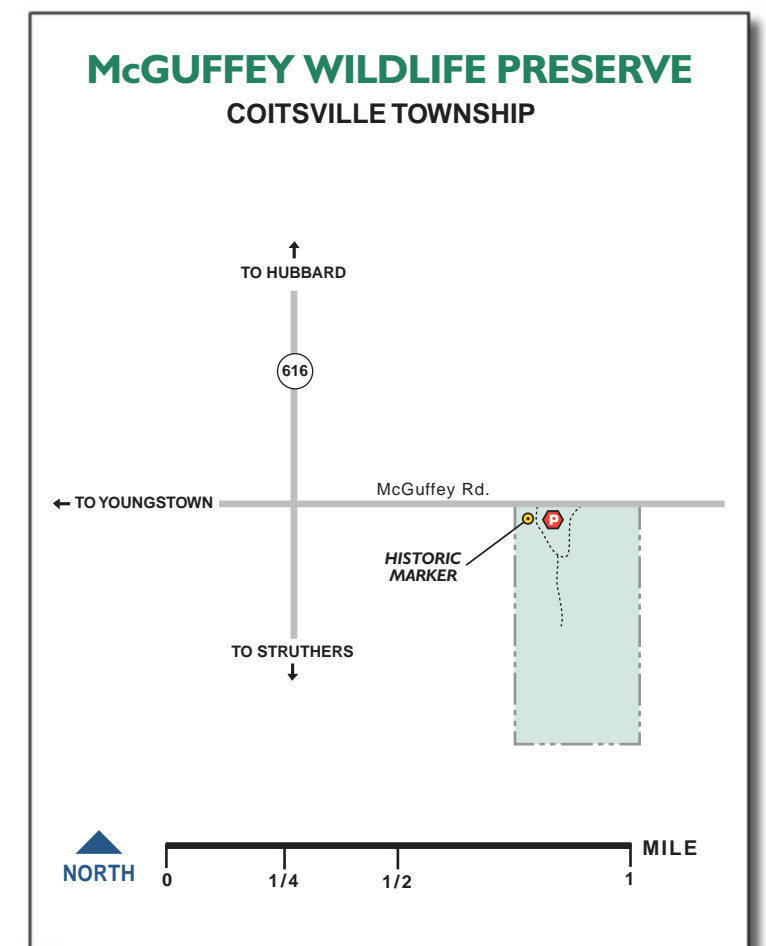 McGUFFEY WILDLIFE PRESERVE
COITSVILLE TOWNSHIP
TO HUBBARD
616
McGuffey Rd.
TO YOUNGSTOWN
P
HISTORIC
MARKER
TO STRUTHERS
MILE
NORTH
0 1/4 1/2 1